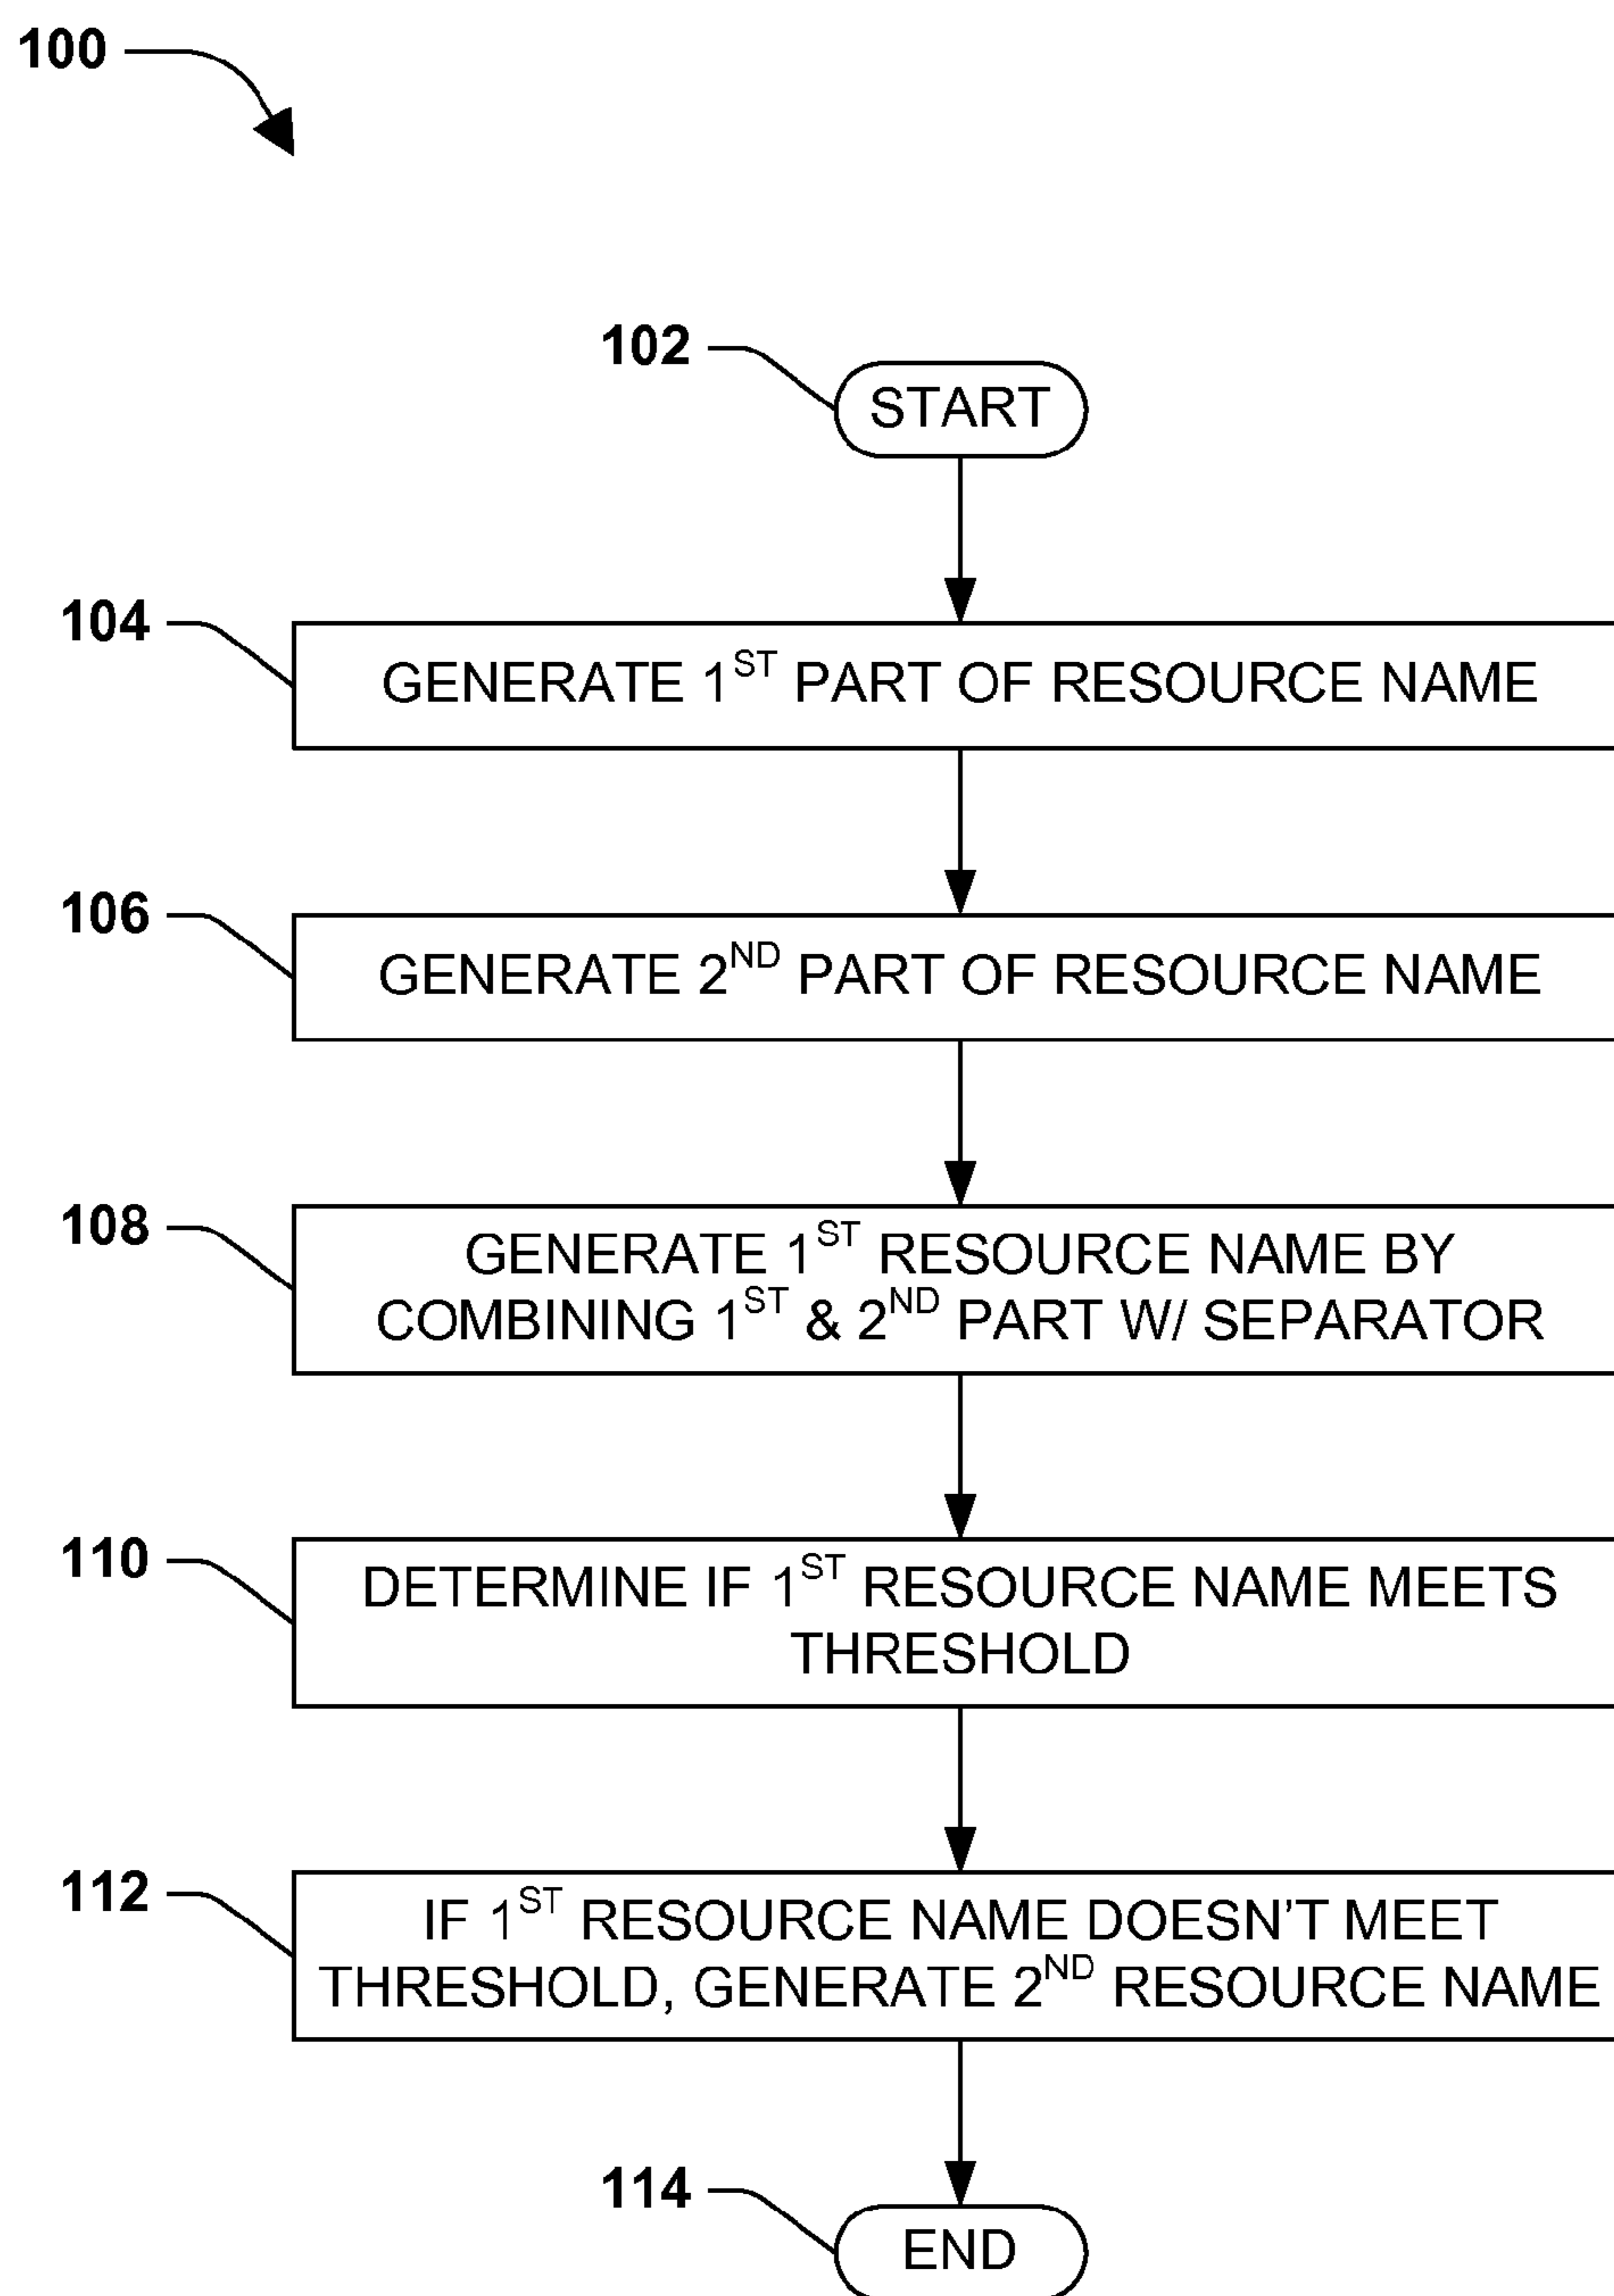 100
102
START
104
GENERATE 1ST PART OF RESOURCE NAME
106
GENERATE 2ND PART OF RESOURCE NAME
108
GENERATE 1ST RESOURCE NAME BY
COMBINING 1ST & 2ND PART W/ SEPARATOR
110
DETERMINE IF 1ST RESOURCE NAME MEETS
THRESHOLD
112
IF 1ST RESOURCE NAME DOESN'T MEET
THRESHOLD, GENERATE 2ND RESOURCE NAME
114
END